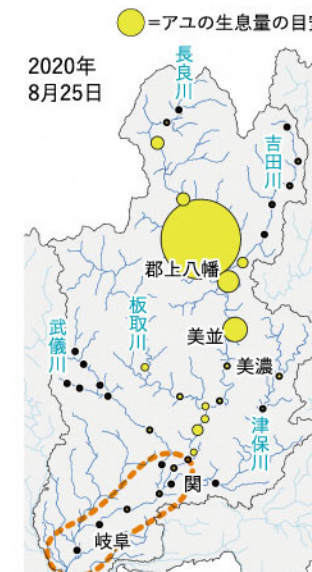 =アユの生息量の目安
2020年
8月25日
長良川
吉田川
郡上八幡
板取川
美並
武儀川
美濃
津保川
関
岐阜